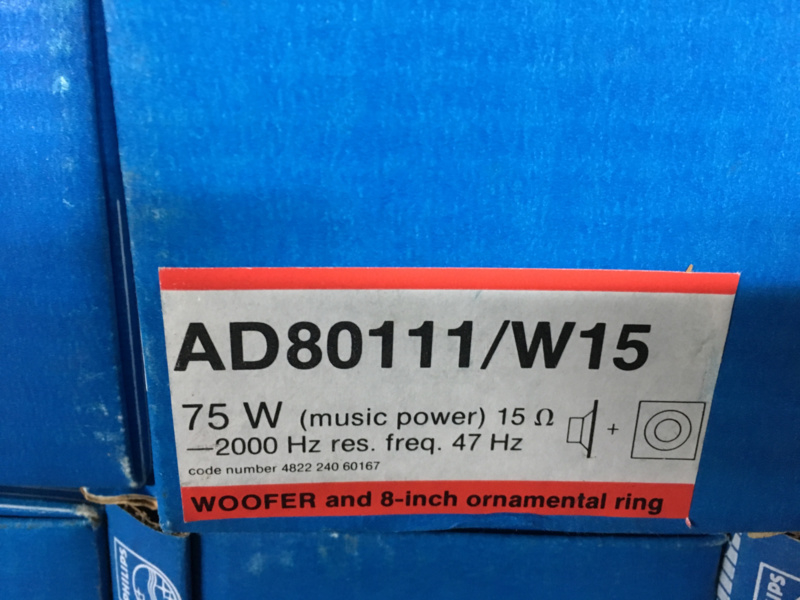 AD80111/W15
75 W (music power) 15 Ω
—2000 Hz res. freq. 47 Hz
code number 4822 240 60167
+
WOOFER and 8-inch ornamental ring
PHILIPS